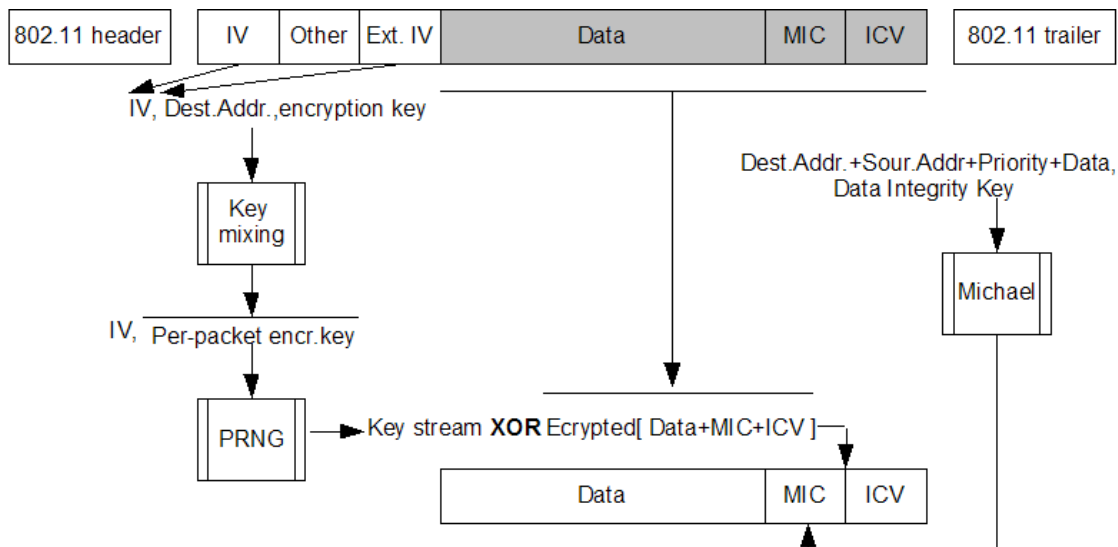 802.11 header IV Other Ext. IV Data MIC ICV 802.11 trailer
IV, Dest.Addr.,encryption key
Dest.Addr.+Sour.Addr+Priority+Data,
Data Integrity Key
Key
mixing
Michael
IV, Per-packet encr.key
PRNG
Key stream XOR Ecrypted[ Data+MIC+ICV ]
Data MIC ICV